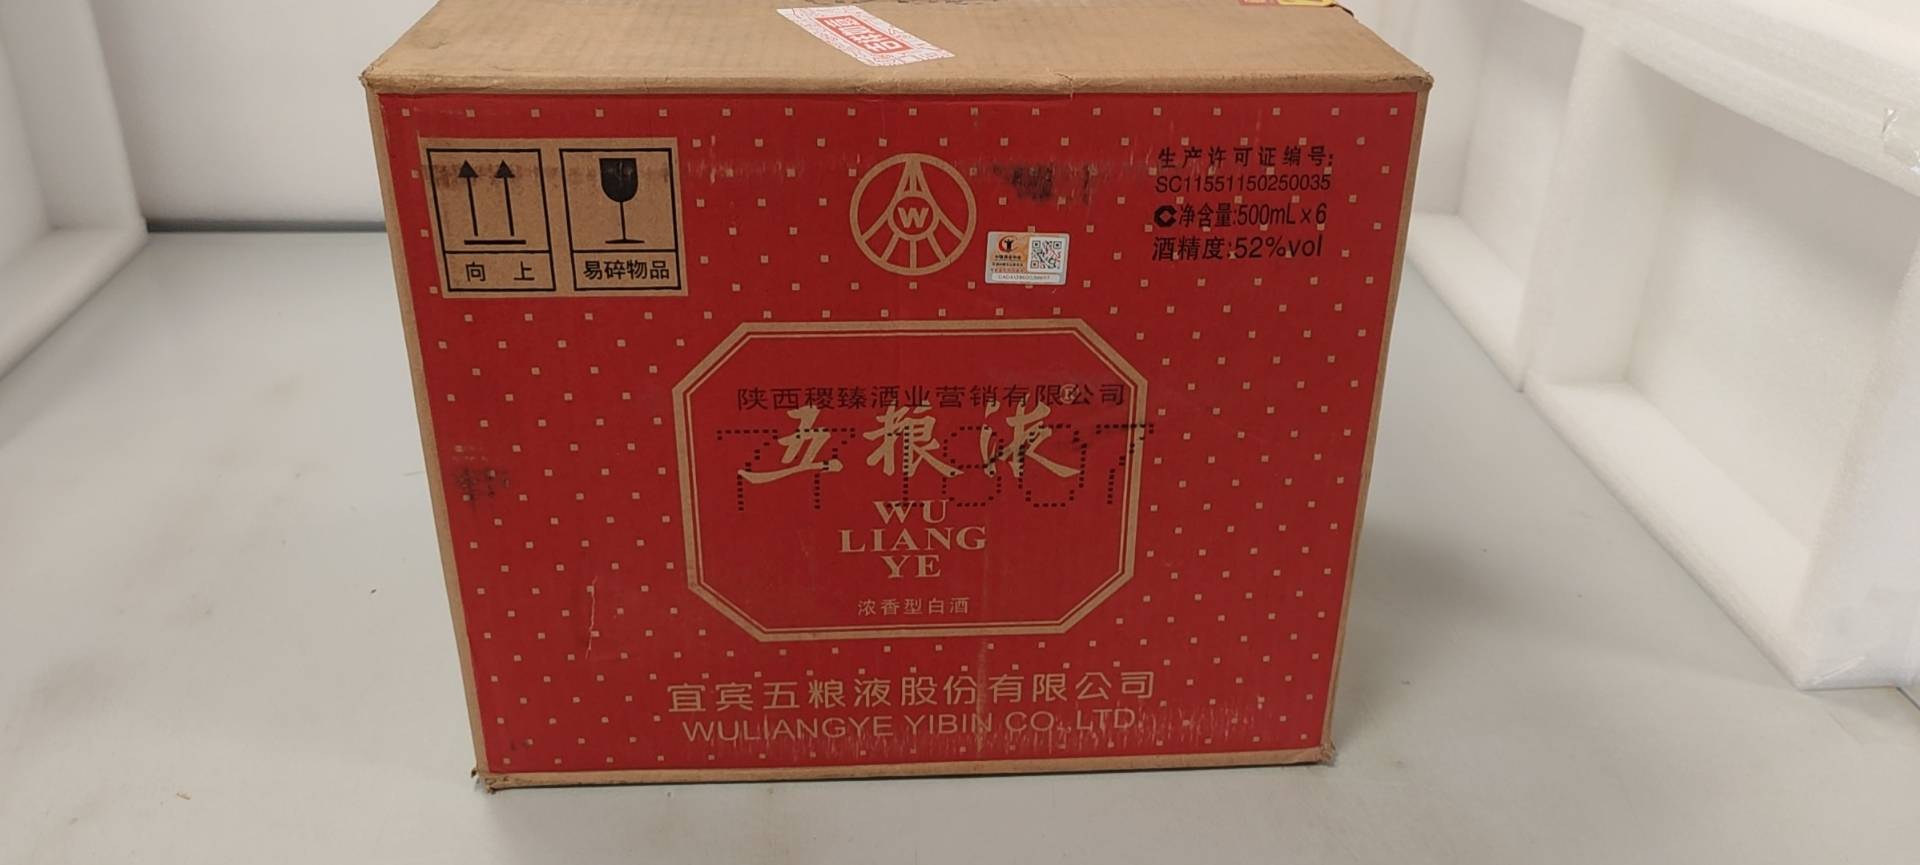 生产许可证编号:
SC11551150250035
净含量:500mL×6
酒精度:52%vol
向上
易碎物品
W
陕西稷臻酒业营销有限公司
五粮液®
771807
WU
LIANG
YE
浓香型白酒
宜宾五粮液股份有限公司
WULIANGYE YIBIN CO.,LTD.